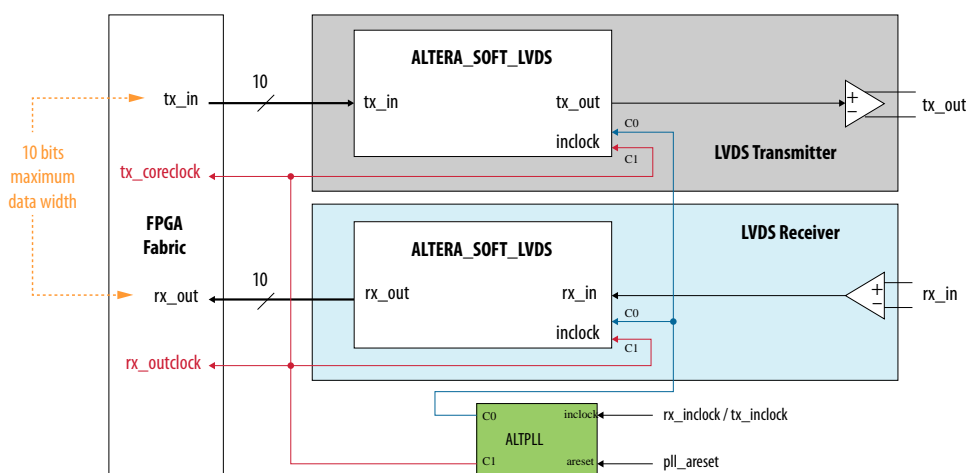 10 bits
maximum
data width
tx_in
tx_coreclock
FPGA
Fabric
rx_out
rx_outclock
10
10
ALTERA_SOFT_LVDS
tx_in
tx_out
inclock
C0
C1
LVDS Transmitter
+
−
tx_out
LVDS Receiver
ALTERA_SOFT_LVDS
rx_out
rx_in
inclock
C0
C1
+
−
rx_in
C0
inclock
ALTPLL
C1
areset
rx_inclock / tx_inclock
pll_areset